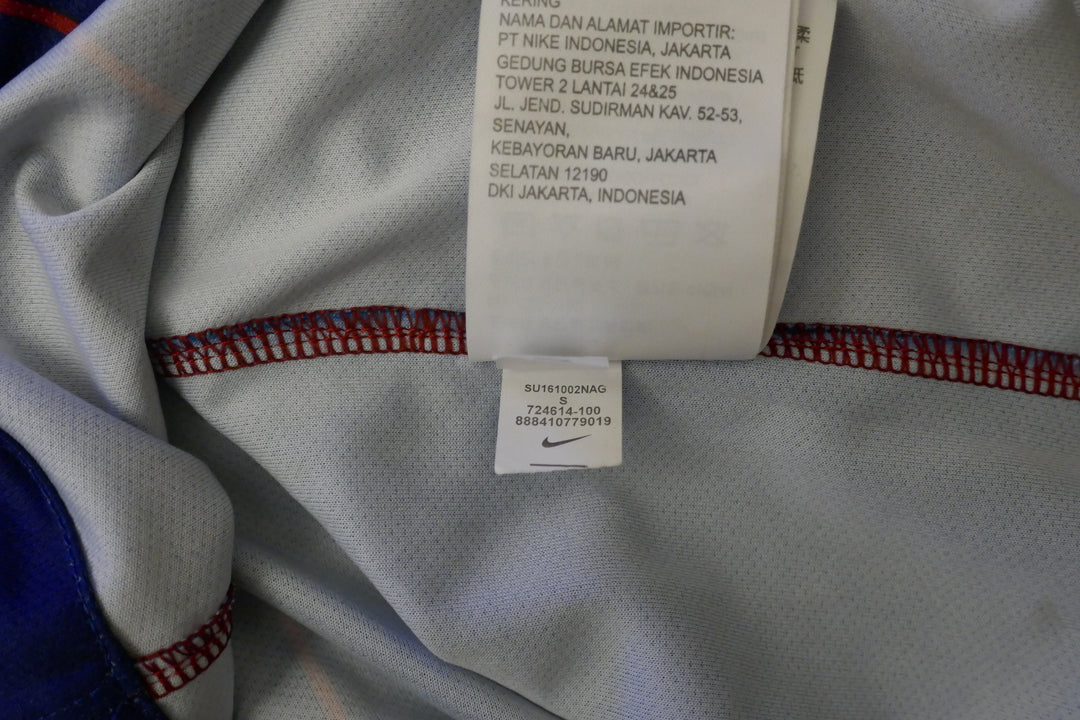 KERING
NAMA DAN ALAMAT IMPORTIR:
PT NIKE INDONESIA, JAKARTA
GEDUNG BURSA EFEK INDONESIA
TOWER 2 LANTAI 24&25
JL. JEND. SUDIRMAN KAV. 52-53,
SENAYAN,
KEBAYORAN BARU, JAKARTA
SELATAN 12190
DKI JAKARTA, INDONESIA
SU161002NAG
S
724614-100
888410779019